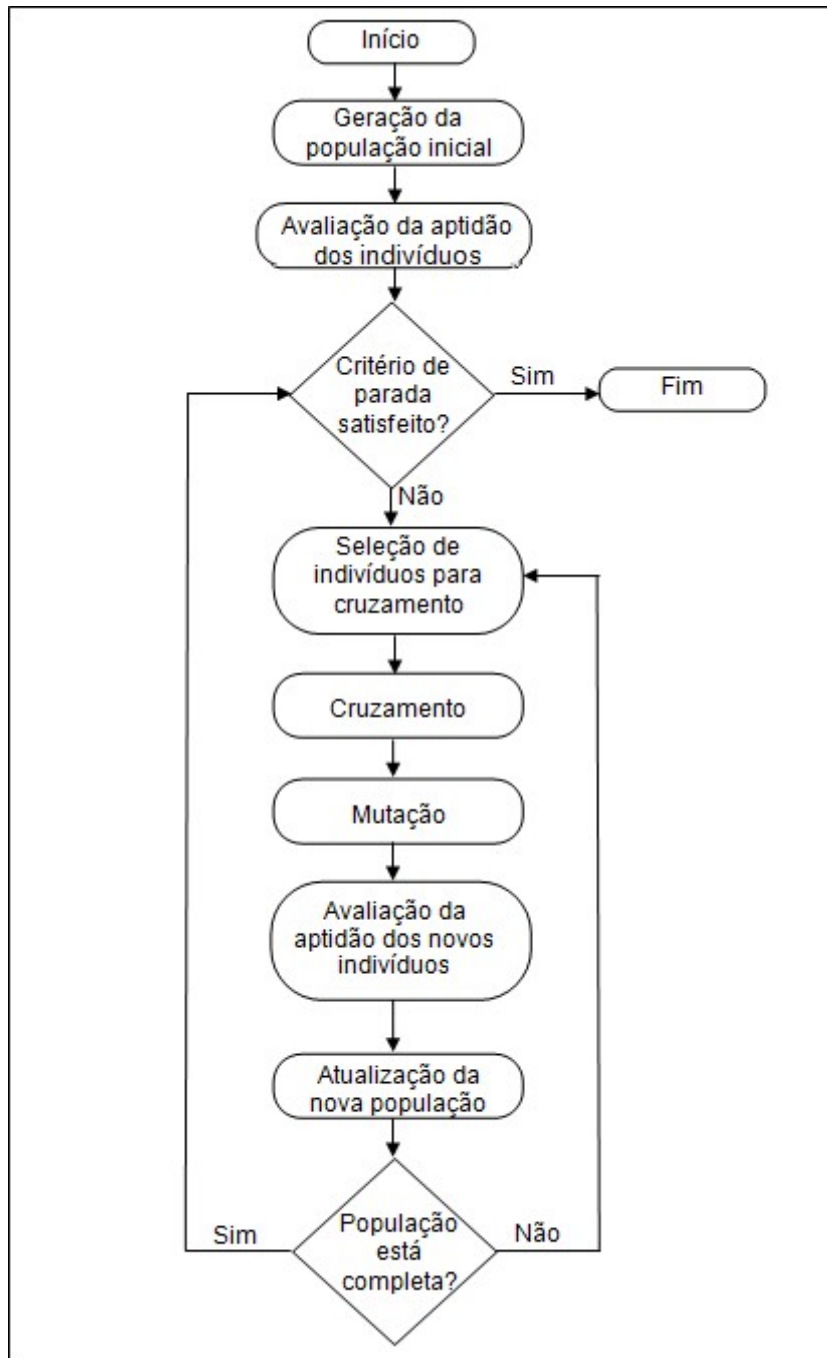 Início
Geração da
população inicial
Avaliação da aptidão
dos indivíduos
Critério de
parada
satisfeito?
Sim
Fim
Não
Seleção de
indivíduos para
cruzamento
Cruzamento
Mutação
Avaliação da
aptidão dos novos
indivíduos
Atualização da
nova população
População
está
completa?
Sim
Não